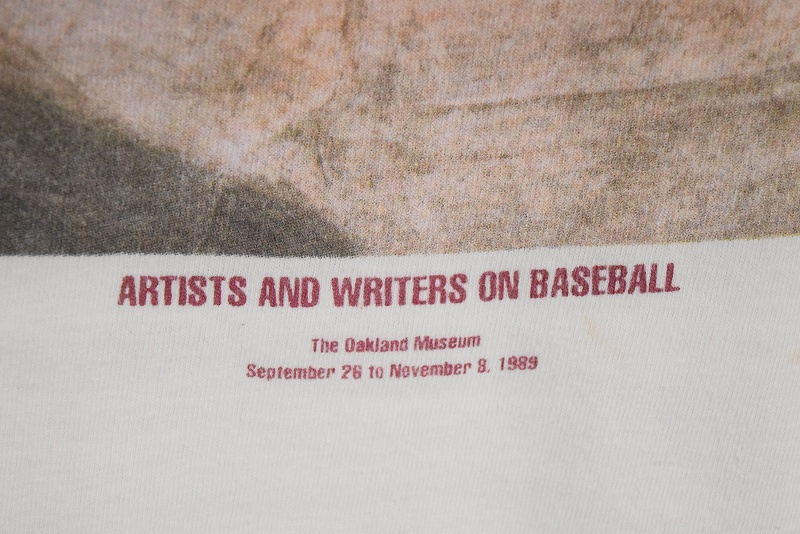 ARTISTS AND WRITERS ON BASEBALL
The Oakland Museum
September 26 to November 8, 1989